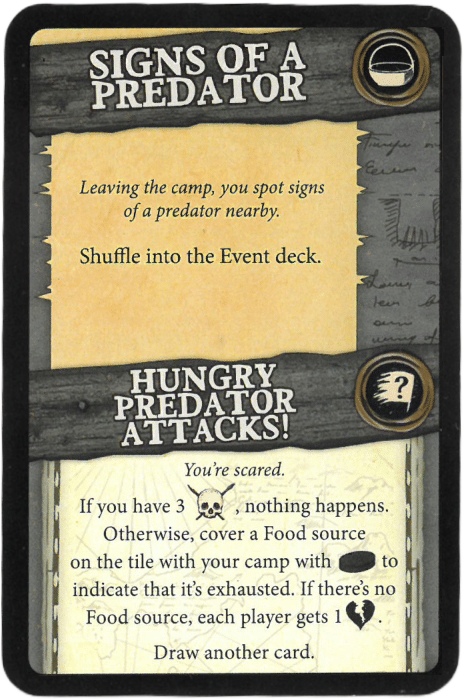 SIGNS OF A
PREDATOR
Leaving the camp, you spot signs
of a predator nearby.
Shuffle into the Event deck.
HUNGRY
PREDATOR
ATTACKS!
?
You're scared.
If you have 3 , nothing happens.
Otherwise, cover a Food source
on the tile with your camp with to
indicate that it's exhausted. If there's no
Food source, each player gets 1 .
Draw another card.